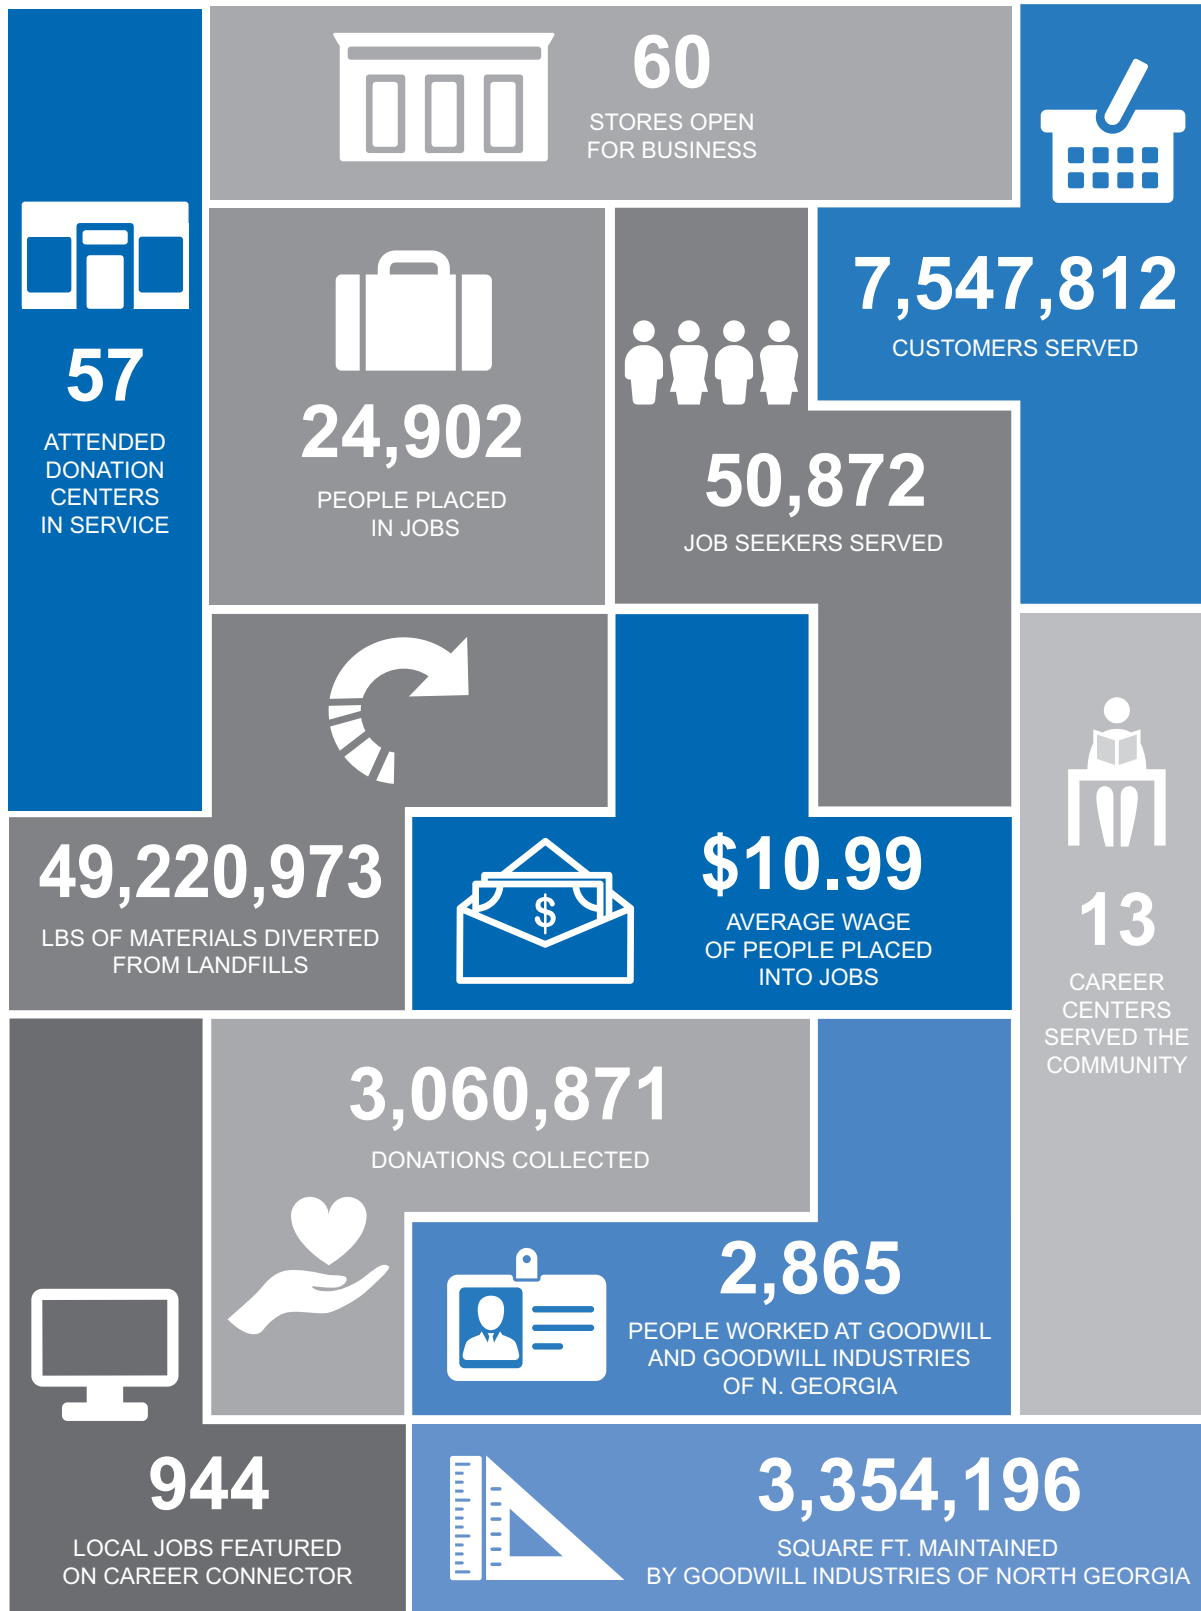 60
STORES OPEN
FOR BUSINESS
57
ATTENDED
DONATION
CENTERS
IN SERVICE
24,902
PEOPLE PLACED
IN JOBS
50,872
JOB SEEKERS SERVED
7,547,812
CUSTOMERS SERVED
49,220,973
LBS OF MATERIALS DIVERTED
FROM LANDFILLS
$
$10.99
AVERAGE WAGE
OF PEOPLE PLACED
INTO JOBS
13
CAREER
CENTERS
SERVED THE
COMMUNITY
3,060,871
DONATIONS COLLECTED
2,865
PEOPLE WORKED AT GOODWILL
AND GOODWILL INDUSTRIES
OF N. GEORGIA
944
LOCAL JOBS FEATURED
ON CAREER CONNECTOR
3,354,196
SQUARE FT. MAINTAINED
BY GOODWILL INDUSTRIES OF NORTH GEORGIA